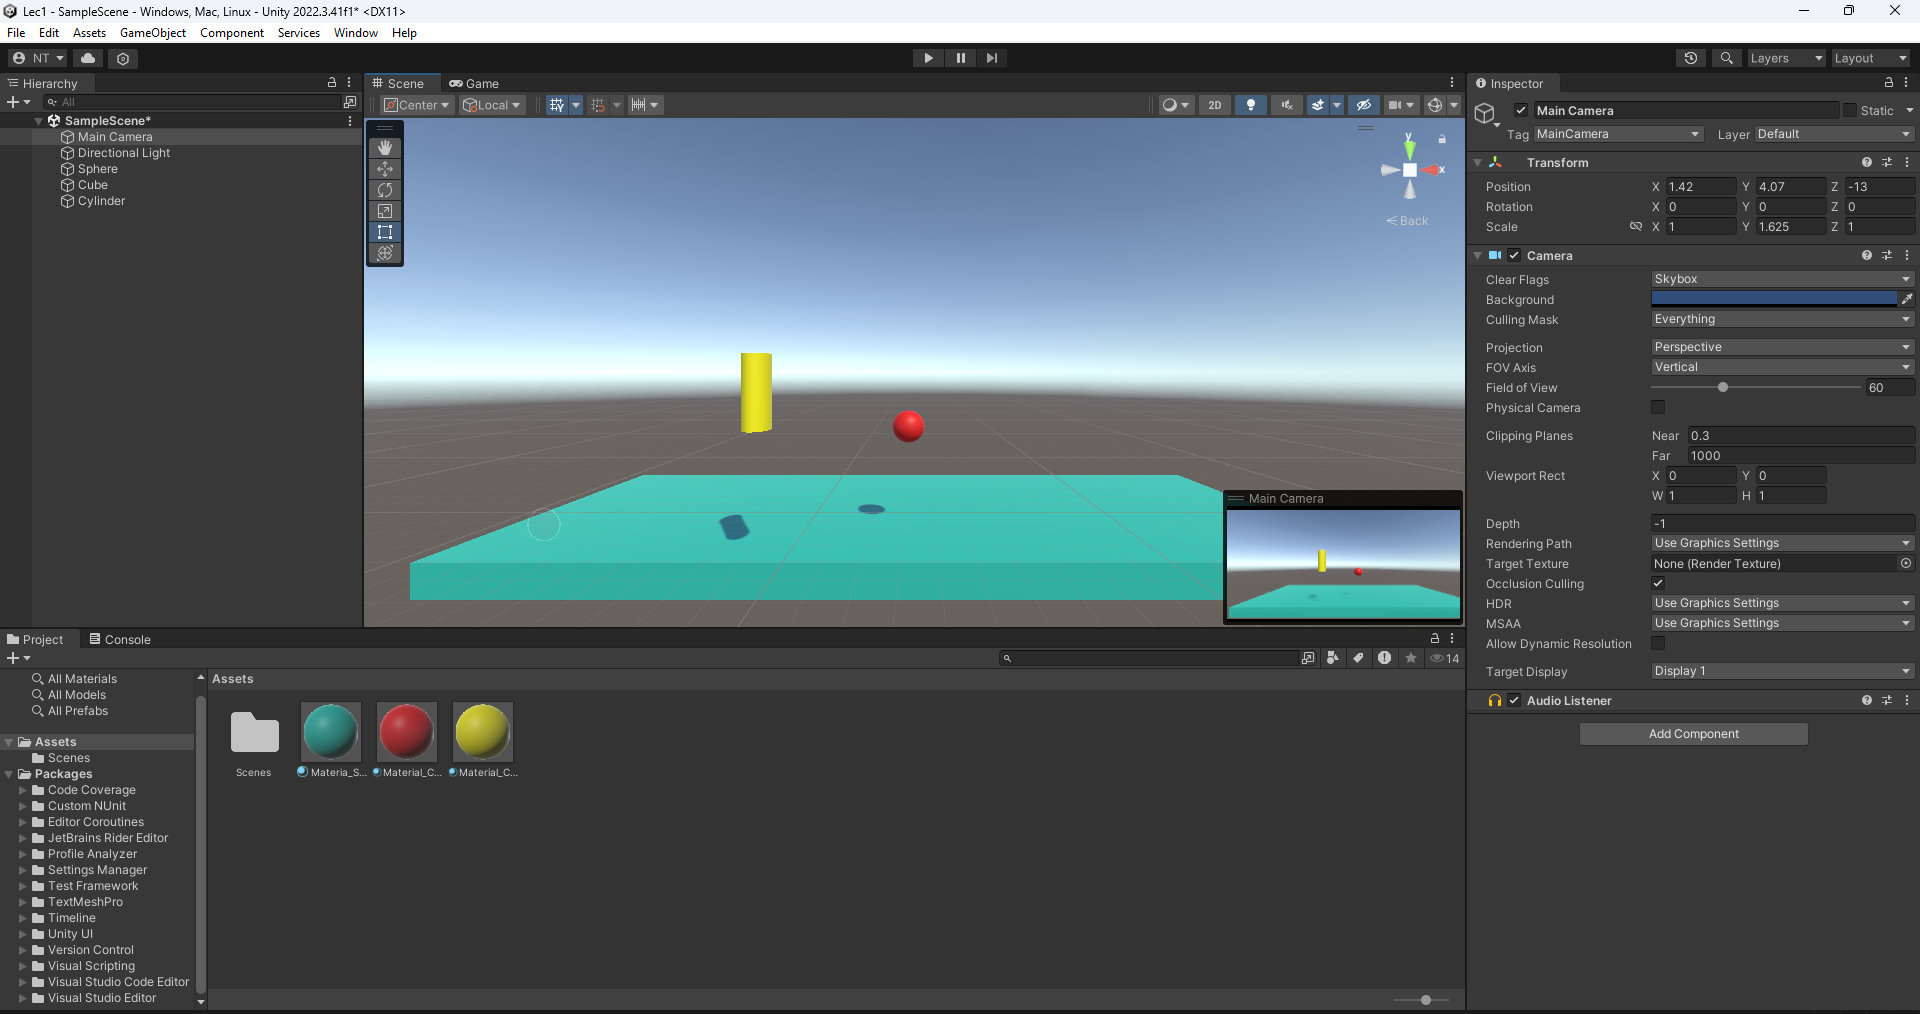 Lec1 - SampleScene - Windows, Mac, Linux - Unity 2022.3.41f1* <DX11>
File Edit Assets GameObject Component Services Window Help
NT Layers Layout
Hierarchy
All
SampleScene*
Main Camera
Directional Light
Sphere
Cube
Cylinder
Scene Game
Center Local 2D
y
x
Back
Main Camera
Inspector
Main Camera Static
Tag MainCamera Layer Default
Transform
Position X 1.42 Y 4.07 Z -13
Rotation X 0 Y 0 Z 0
Scale X 1 Y 1.625 Z 1
Camera
Clear Flags Skybox
Background
Culling Mask Everything
Projection Perspective
FOV Axis Vertical
Field of View 60
Physical Camera
Clipping Planes Near 0.3
Far 1000
Viewport Rect X 0 Y 0
W 1 H 1
Depth -1
Rendering Path Use Graphics Settings
Target Texture None (Render Texture)
Occlusion Culling
HDR Use Graphics Settings
MSAA Use Graphics Settings
Allow Dynamic Resolution
Target Display Display 1
Audio Listener
Add Component
Project Console
14
All Materials
All Models
All Prefabs
Assets
Scenes
Packages
Code Coverage
Custom NUnit
Editor Coroutines
JetBrains Rider Editor
Profile Analyzer
Settings Manager
Test Framework
TextMeshPro
Timeline
Unity UI
Version Control
Visual Scripting
Visual Studio Code Editor
Visual Studio Editor
Assets
Scenes Materia_S... Material_C... Material_C...